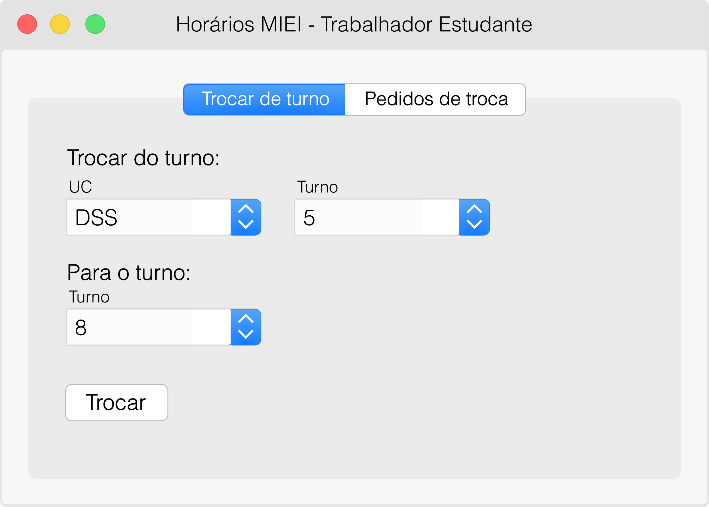 Horários MIEI - Trabalhador Estudante
Trocar de turno Pedidos de troca
Trocar do turno:
UC Turno
DSS 5
Para o turno:
Turno
8
Trocar